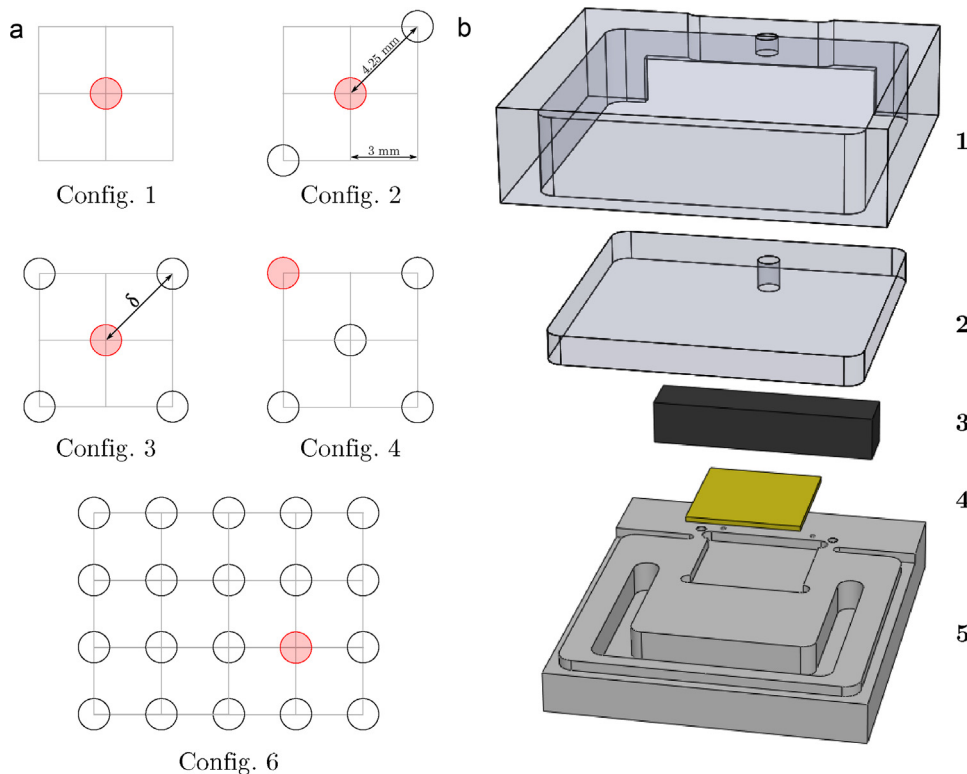 a
4.25 mm
3 mm
Config. 1
Config. 2
δ
Config. 3
Config. 4
Config. 6
b
1
2
3
4
5